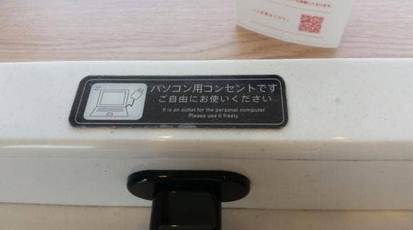 パソコン用コンセントです
ご自由にお使いください
It is an outlet for the personal computer.
Please use it freely.